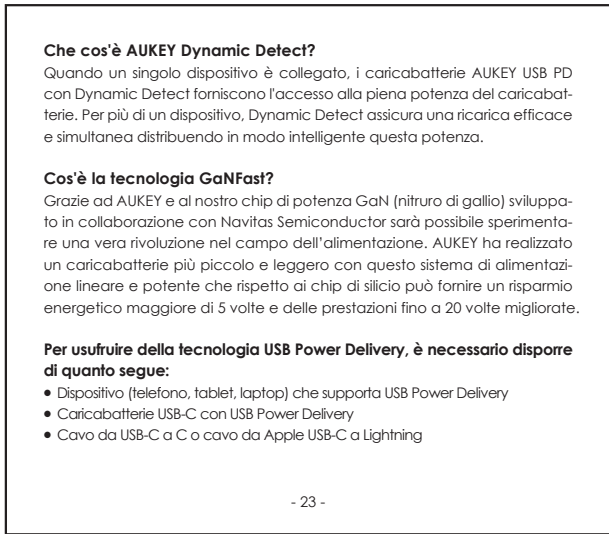 Che cos'è AUKEY Dynamic Detect?
Quando un singolo dispositivo è collegato, i caricabatterie AUKEY USB PD
con Dynamic Detect forniscono l'accesso alla piena potenza del caricabat-
terie. Per più di un dispositivo, Dynamic Detect assicura una ricarica efficace
e simultanea distribuendo in modo intelligente questa potenza.
Cos'è la tecnologia GaNFast?
Grazie ad AUKEY e al nostro chip di potenza GaN (nitruro di gallio) sviluppa-
to in collaborazione con Navitas Semiconductor sarà possibile sperimenta-
re una vera rivoluzione nel campo dell’alimentazione. AUKEY ha realizzato
un caricabatterie più piccolo e leggero con questo sistema di alimentazi-
one lineare e potente che rispetto ai chip di silicio può fornire un risparmio
energetico maggiore di 5 volte e delle prestazioni fino a 20 volte migliorate.
Per usufruire della tecnologia USB Power Delivery, è necessario disporre
di quanto segue:
● Dispositivo (telefono, tablet, laptop) che supporta USB Power Delivery
● Caricabatterie USB-C con USB Power Delivery
● Cavo da USB-C a C o cavo da Apple USB-C a Lightning
- 23 -